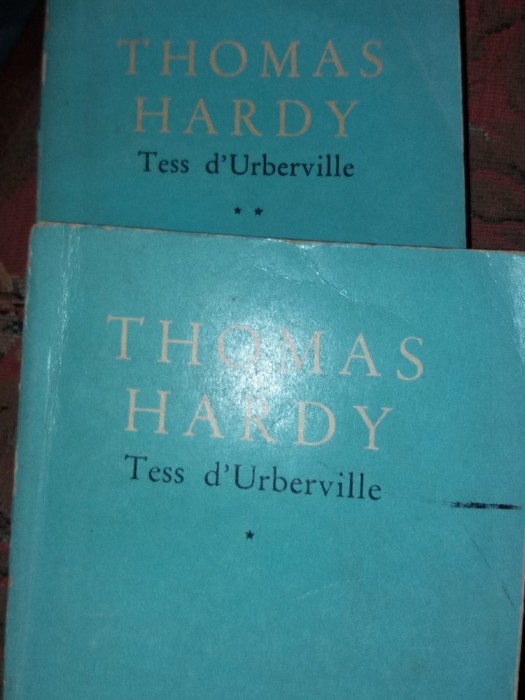 THOMAS
HARDY
Tess d'Urberville
* *
THOMAS
HARDY
Tess d'Urberville
*